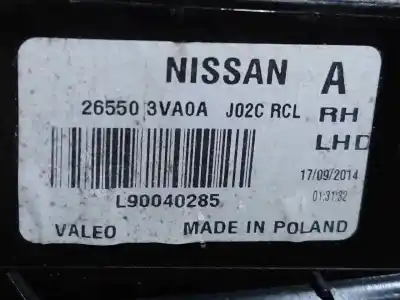 NISSAN A
26550 3VA0A J02C RCL RH
LHD
17/09/2014
01:31:32
L90040285
VALEO MADE IN POLAND